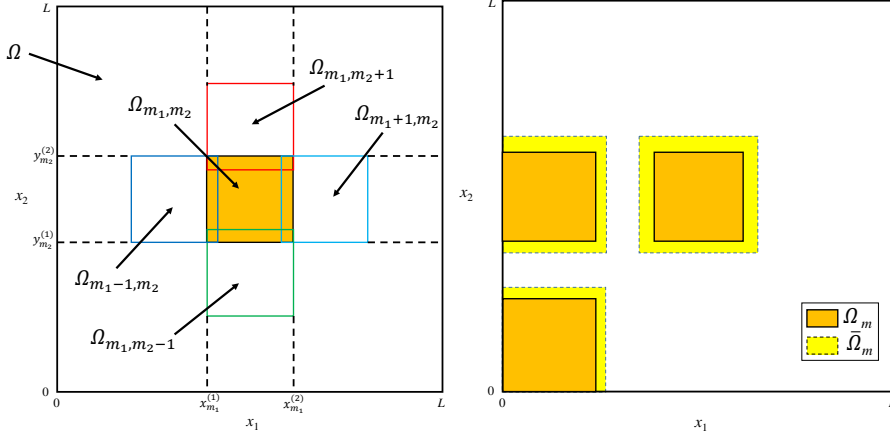 L
Ω
Ω_{m_1,m_2+1}
Ω_{m_1,m_2}
Ω_{m_1+1,m_2}
y_{m_2}^{(2)}
x_2
y_{m_2}^{(1)}
Ω_{m_1-1,m_2}
Ω_{m_1,m_2-1}
0
0
x_{m_1}^{(1)}
x_{m_1}^{(2)}
L
x_1
L
x_2
Ω_m
Ω̄_m
0
0
L
x_1